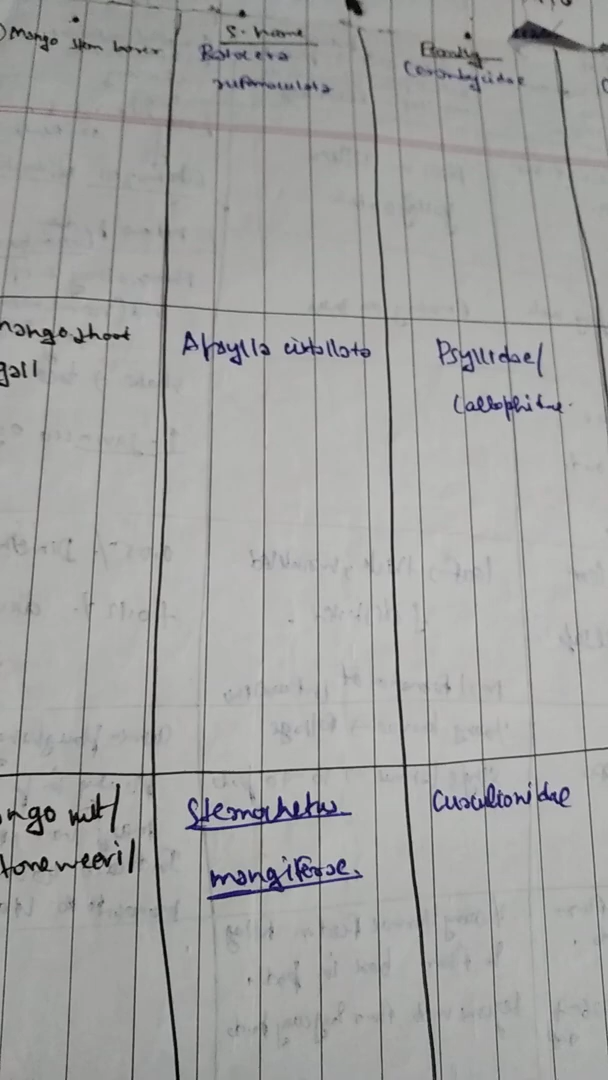 Mango stem borer
S. name
Batocera
rufomaculata
Family
Cerambycidae
mango shoot
gall
Apsylla cistellata
Psyllidae/
Callophidae
ngo nut/
stoneweevil
Sternochetus
mangiferae.
Curculionidae